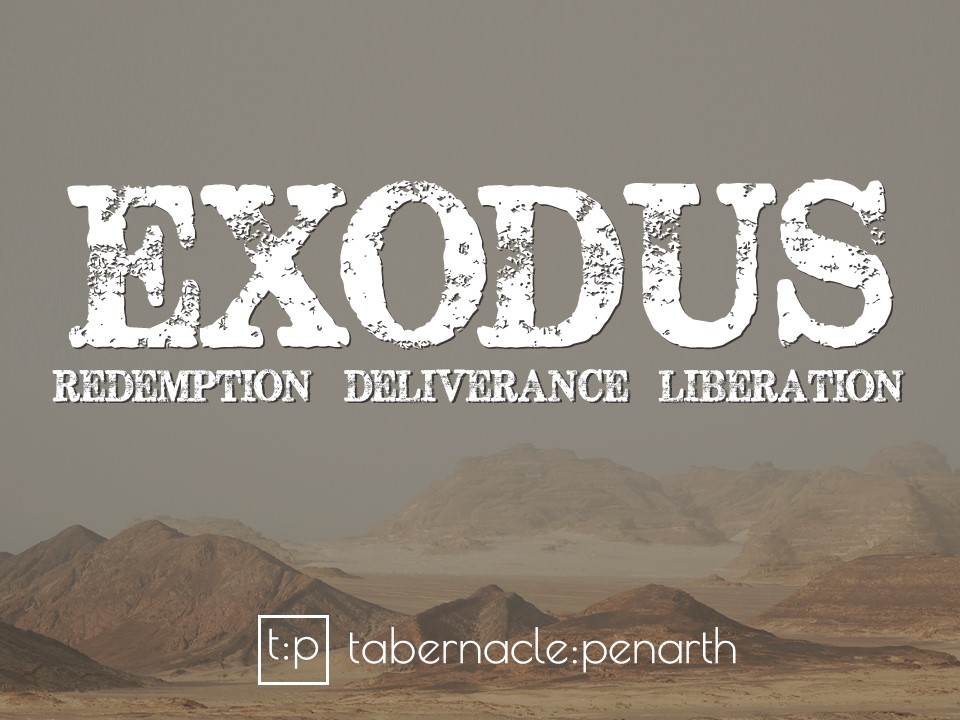 EXODUS
REDEMPTION DELIVERANCE LIBERATION
t:p tabernacle:penarth